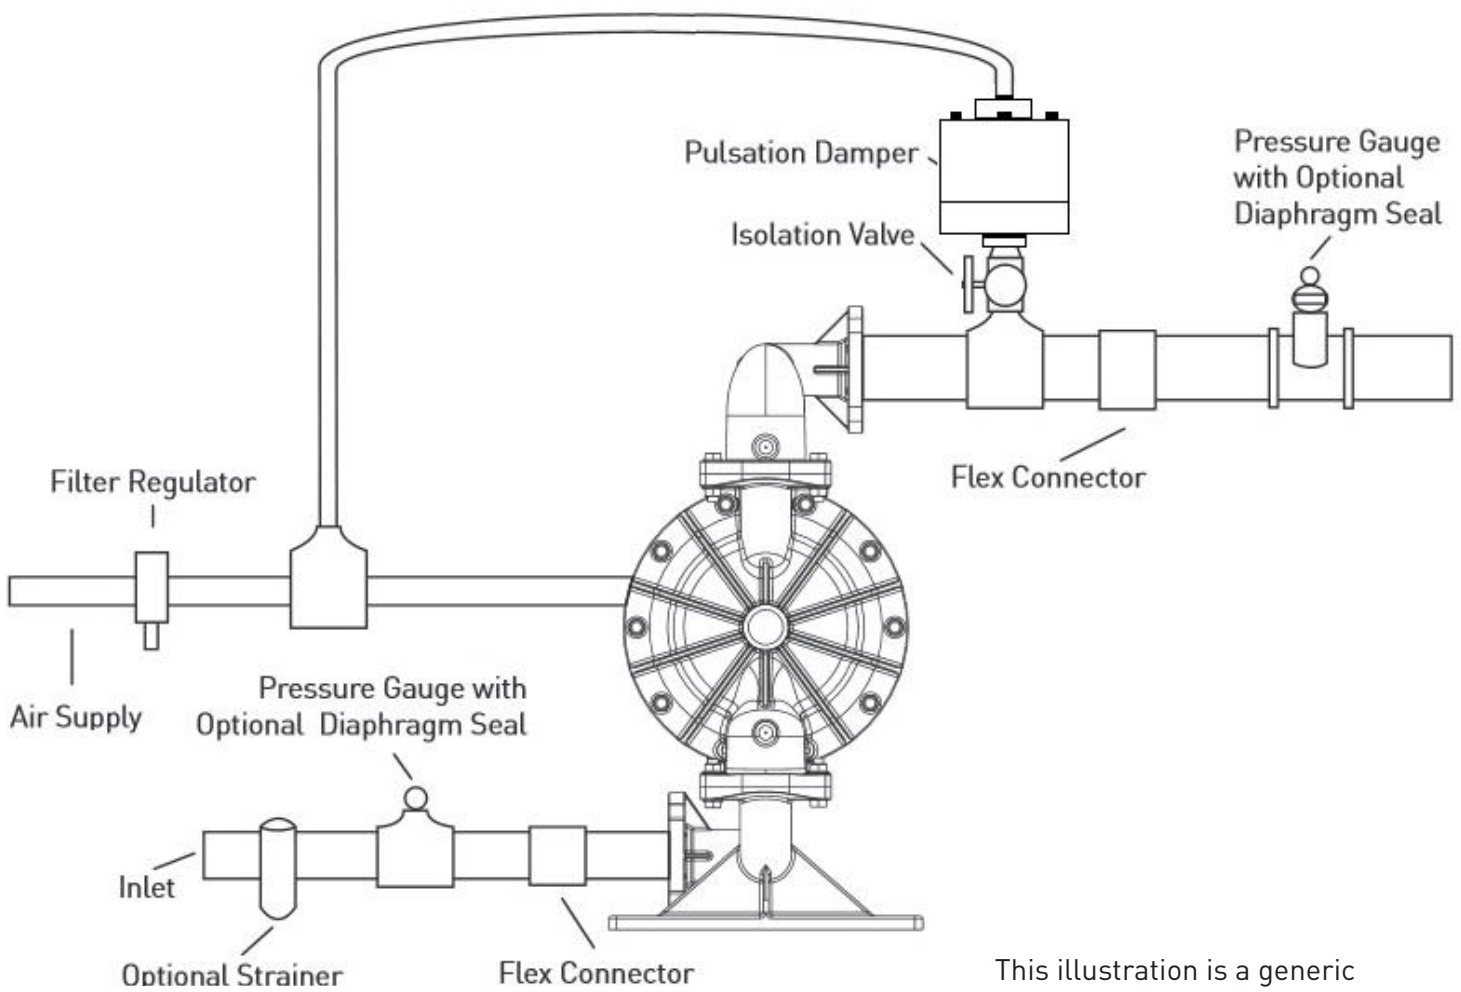 Pulsation Damper
Pressure Gauge
with Optional
Diaphragm Seal
Isolation Valve
Flex Connector
Filter Regulator
Air Supply
Pressure Gauge with
Optional Diaphragm Seal
Inlet
Optional Strainer
Flex Connector
This illustration is a generic